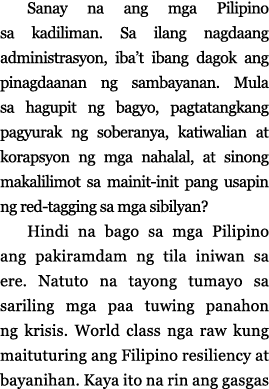 Sanay na ang mga Pilipino
sa kadiliman. Sa ilang nagdaang
administrasyon, iba’t ibang dagok ang
pinagdaanan ng sambayanan. Mula
sa hagupit ng bagyo, pagtatangkang
pagyurak ng soberanya, katiwalian at
korapsyon ng mga nahalal, at sinong
makalilimot sa mainit-init pang usapin
ng red-tagging sa mga sibilyan?
Hindi na bago sa mga Pilipino
ang pakiramdam ng tila iniwan sa
ere. Natuto na tayong tumayo sa
sariling mga paa tuwing panahon
ng krisis. World class nga raw kung
maituturing ang Filipino resiliency at
bayanihan. Kaya ito na rin ang gasgas